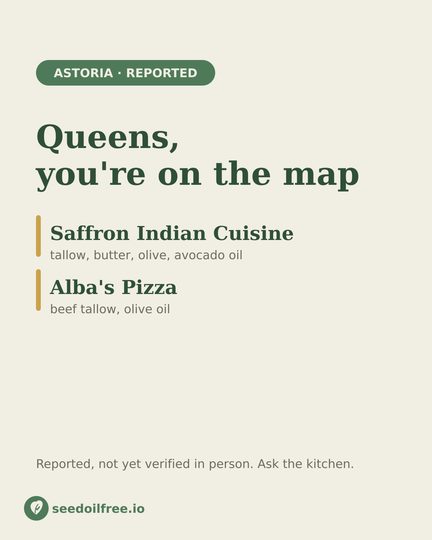 ASTORIA · REPORTED
Queens,
you're on the map
Saffron Indian Cuisine
tallow, butter, olive, avocado oil
Alba's Pizza
beef tallow, olive oil
Reported, not yet verified in person. Ask the kitchen.
seedoilfree.io